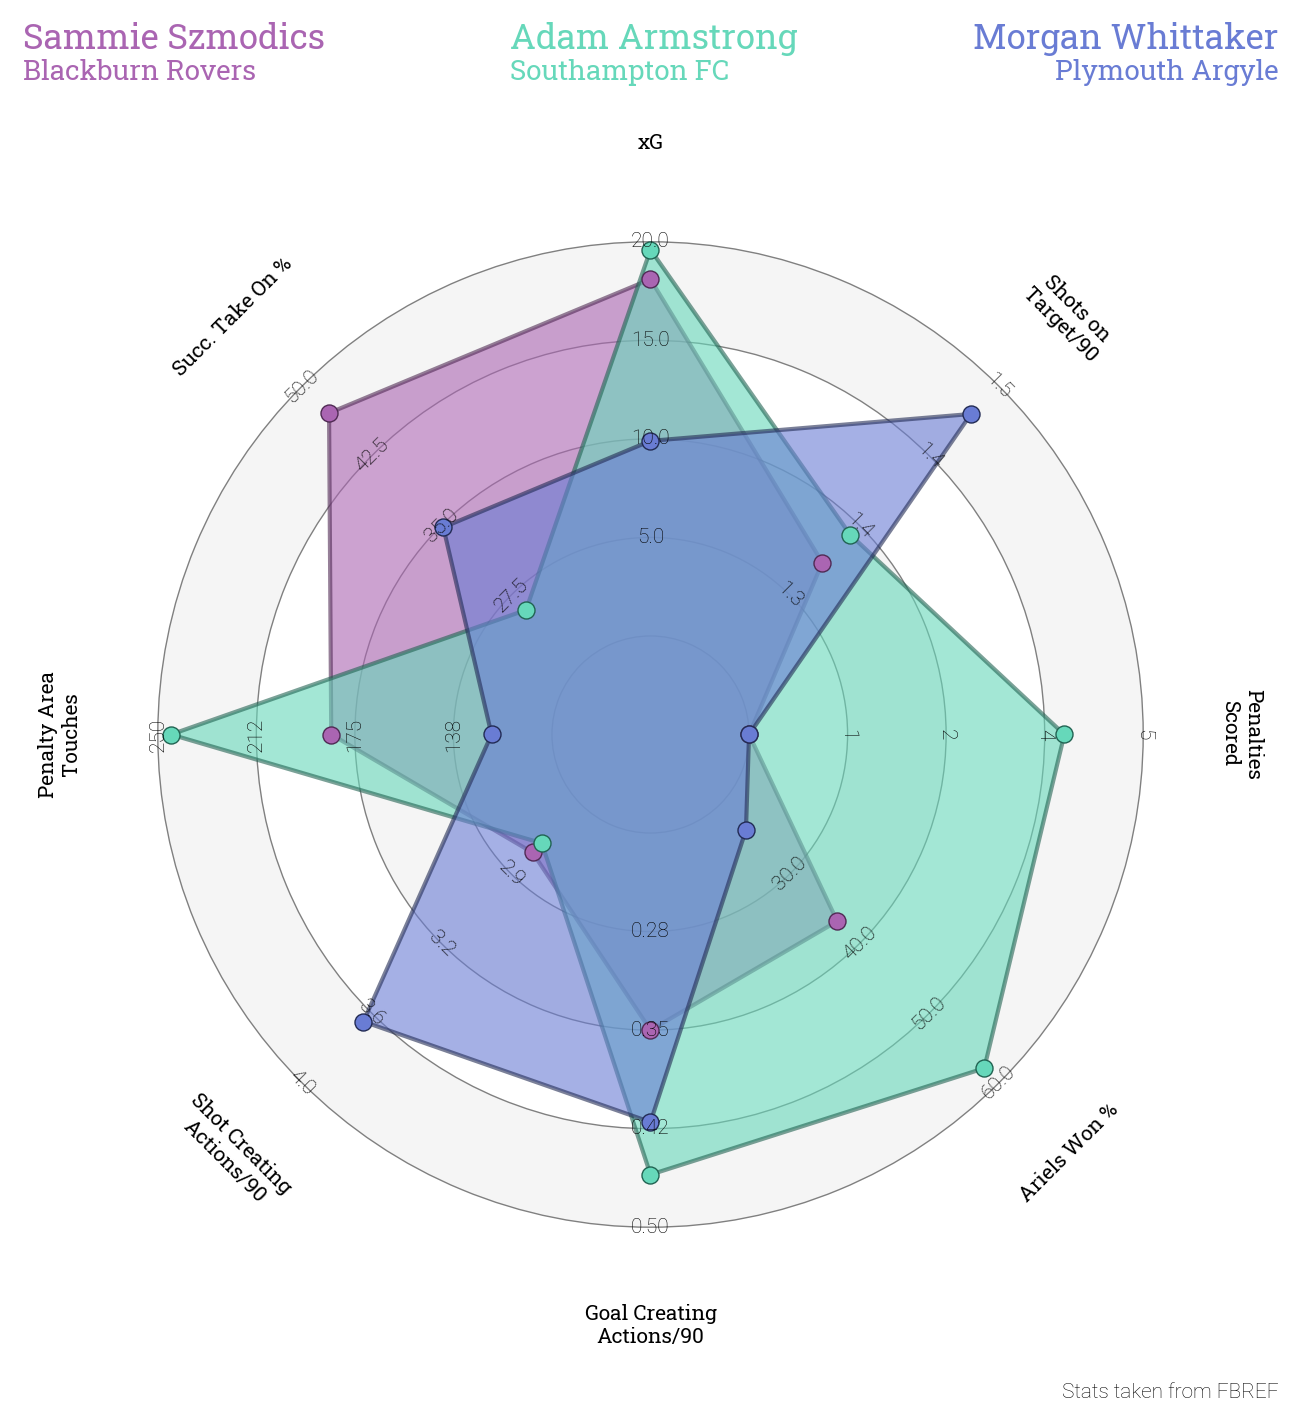 Sammie Szmodics
Blackburn Rovers
Adam Armstrong
Southampton FC
Morgan Whittaker
Plymouth Argyle
xG
20.0
15.0
10.0
5.0
Shots on
Target/90
1.5
1.4
1.4
1.3
Penalties
Scored
1
2
4
5
Ariels Won %
30.0
40.0
50.0
60.0
Goal Creating
Actions/90
0.28
0.35
0.42
0.50
Shot Creating
Actions/90
2.9
3.2
3.6
4.0
Penalty Area
Touches
250
212
175
138
Succ. Take On %
50.0
42.5
35.0
27.5
Stats taken from FBREF